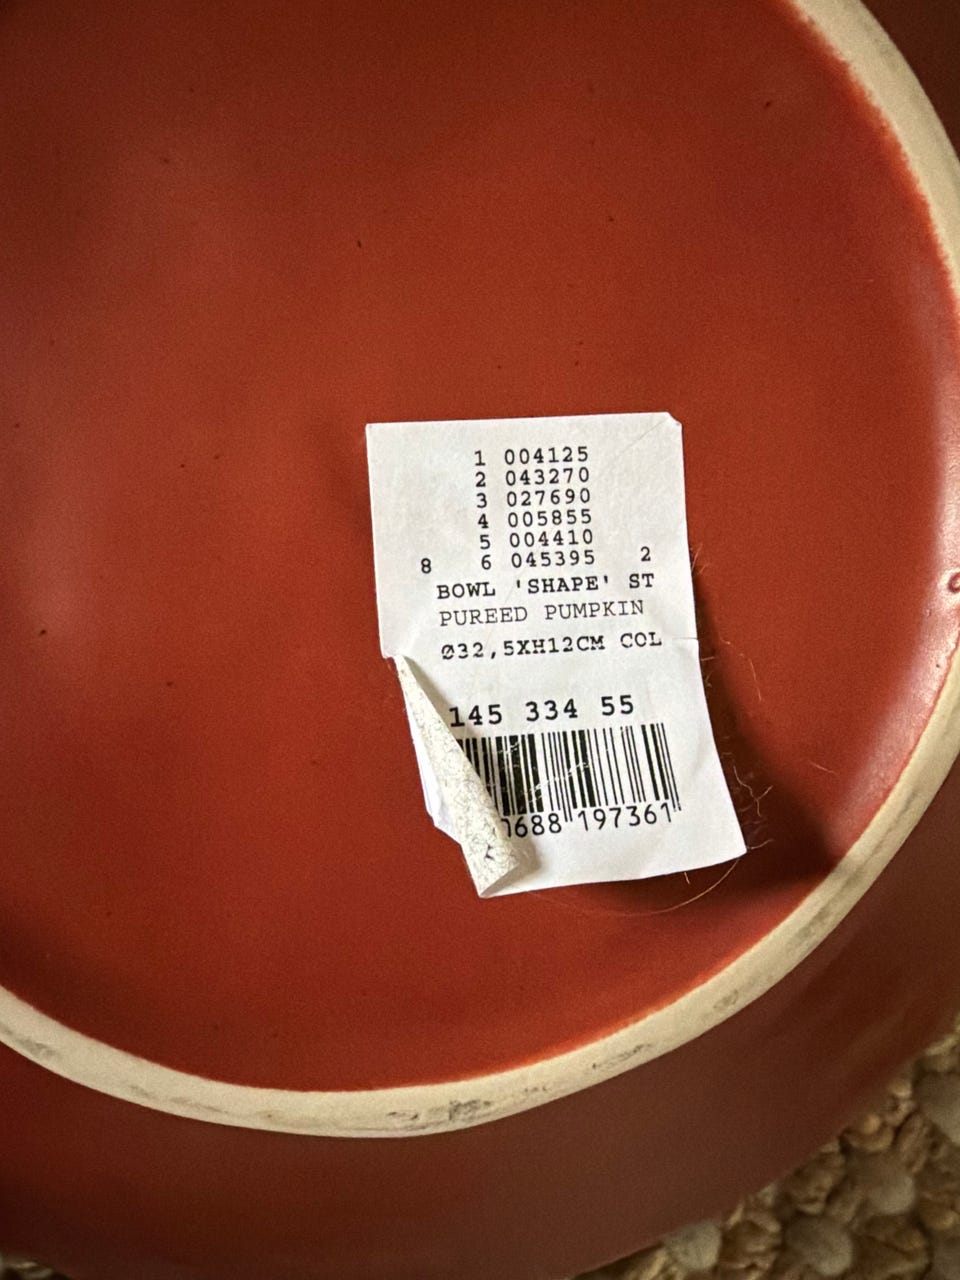 1 004125
2 043270
3 027690
4 005855
5 004410
8 6 045395 2
BOWL 'SHAPE' ST
PUREED PUMPKIN
Ø32,5XH12CM COL
145 334 55
688 197361